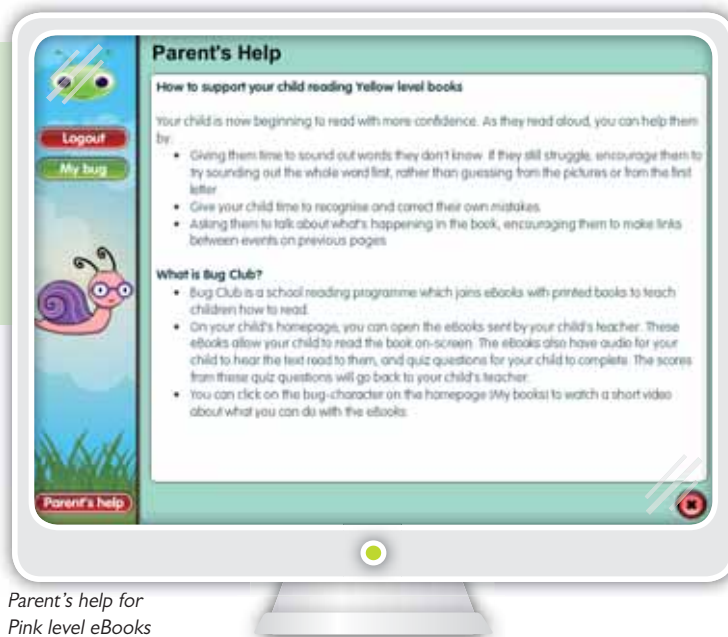 Parent's Help
How to support your child reading Yellow level books
Your child is now beginning to read with more confidence. As they read aloud, you can help them
by:
• Giving them time to sound out words they don't know. If they still struggle, encourage them to
try sounding out the whole word first, rather than guessing from the pictures or from the first
letter
• Give your child time to recognise and correct their own mistakes
• Asking them to talk about what's happening in the book, encouraging them to make links
between events on previous pages
What is Bug Club?
• Bug Club is a school reading programme which joins eBooks with printed books to teach
children how to read.
• On your child's homepage, you can open the eBooks sent by your child's teacher. These
eBooks allow your child to read the book on-screen. The eBooks also have audio for your
child to hear the text read to them, and quiz questions for your child to complete. The scores
from these quiz questions will go back to your child's teacher.
• You can click on the bug-character on the homepage (My books) to watch a short video
about what you can do with the eBooks.
Logout
My bug
Parent's help
Parent's help for
Pink level eBooks